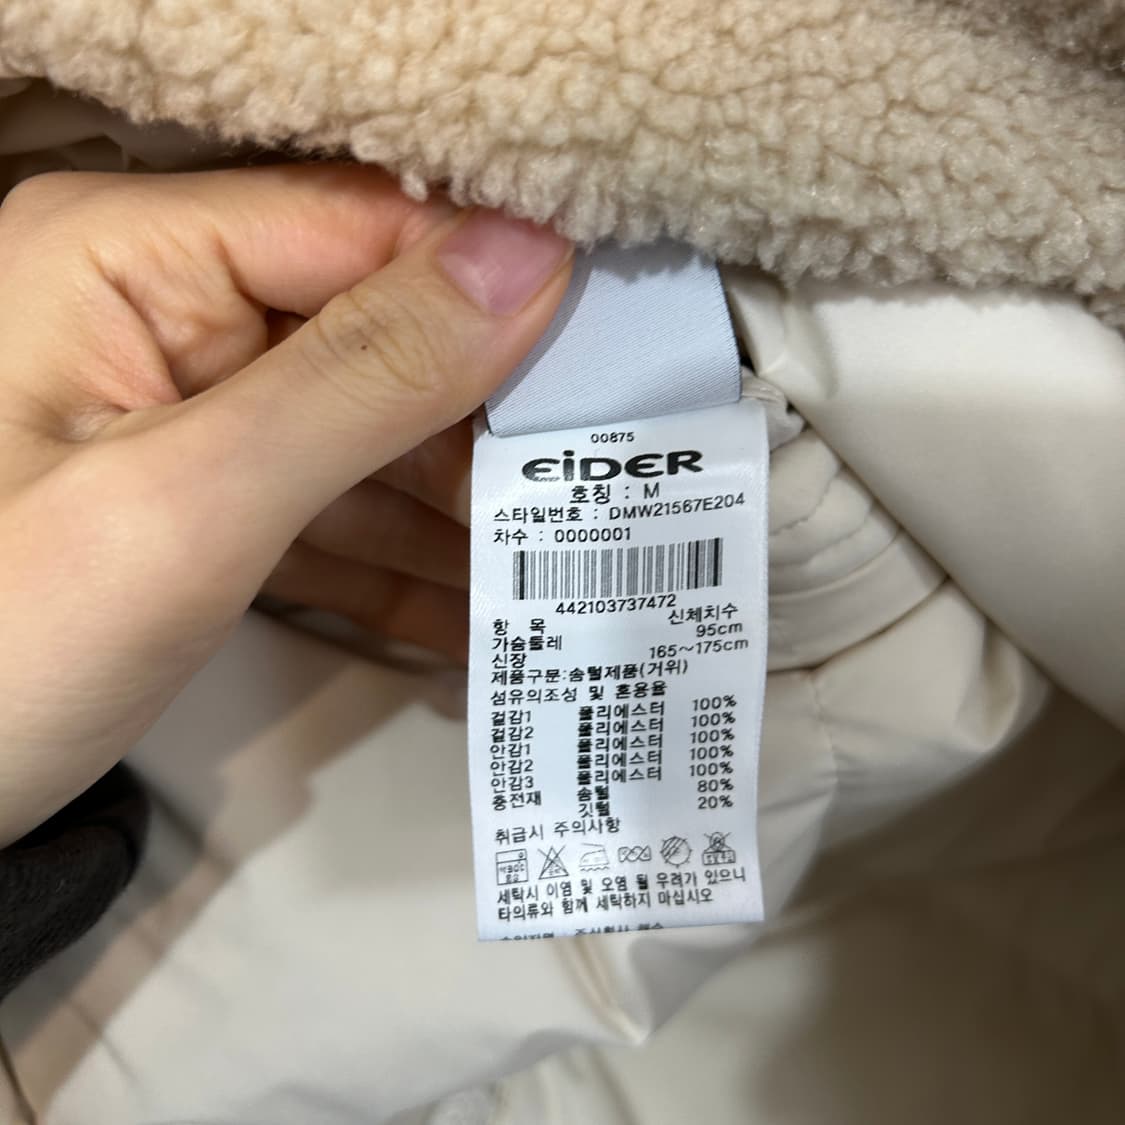 00875
EIDER
호칭 : M
스타일번호 : DMW21567E204
차수 : 0000001
442103737472
항 목 신체치수
가슴둘레 95cm
신장 165~175cm
제품구분:솜털제품(거위)
섬유의조성 및 혼용율
겉감1 폴리에스터 100%
겉감2 폴리에스터 100%
안감1 폴리에스터 100%
안감2 폴리에스터 100%
안감3 폴리에스터 100%
충전재 솜털 80%
깃털 20%
취급시 주의사항
세탁시 이염 및 오염 될 우려가 있으니
타의류와 함께 세탁하지 마십시오